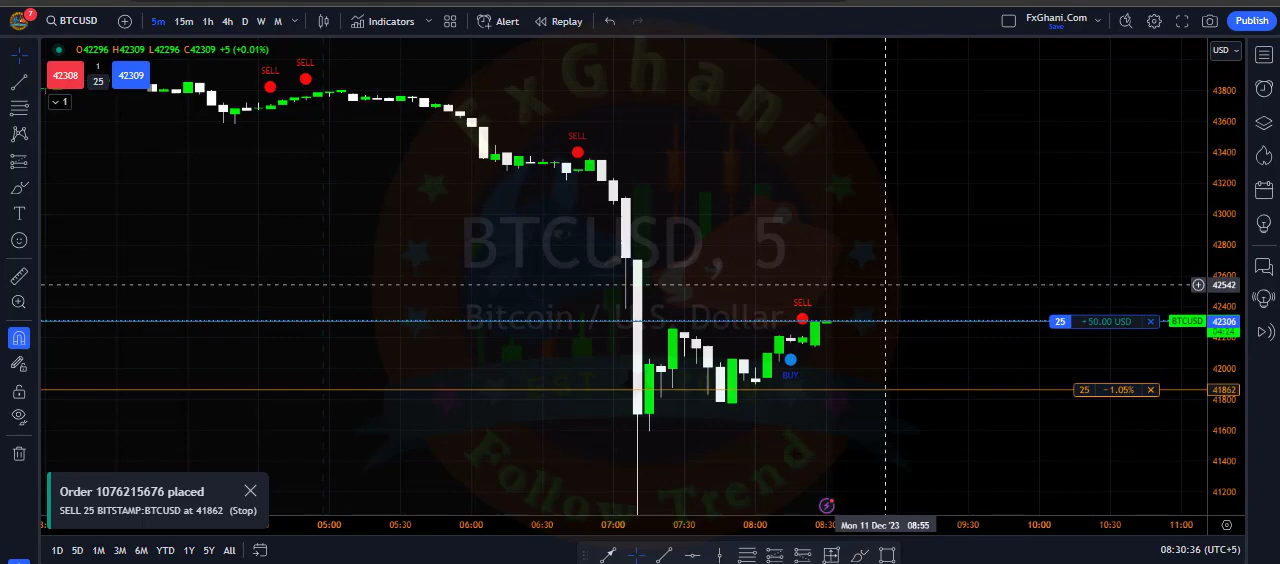 7
BTCUSD
5m 15m 1h 4h D W M
Indicators
Alert
Replay
FxGhani.Com
Save
Publish
O42296 H42309 L42296 C42309 +5 (+0.01%)
USD
42308
1
25
42309
1
SELL
SELL
SELL
SELL
BUY
FxGhani
BTCUSD, 5
Bitcoin / U.S. Dollar
Follow Trend
43800
43600
43400
43200
43000
42800
42600
42542
42400
25 +50.00 USD
BTCUSD 42306
04:24
42200
42000
25 −1.05%
41862
41800
41600
41400
41200
Order 1076215676 placed
SELL 25 BITSTAMP:BTCUSD at 41862 (Stop)
05:00 05:30 06:00 06:30 07:00 07:30 08:00 08:30 Mon 11 Dec '23 08:55 09:30 10:00 10:30 11:00
1D 5D 1M 3M 6M YTD 1Y 5Y All
08:30:36 (UTC+5)